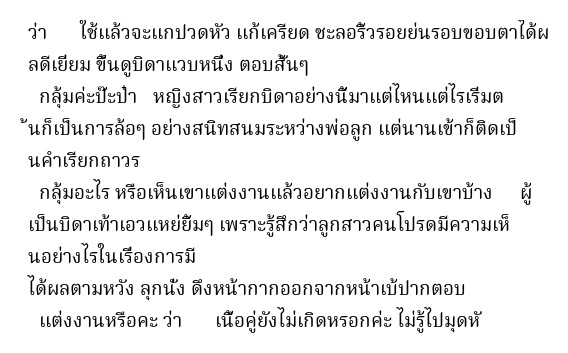 ว่า      ใช้แล้วจะแกปวดหัว แก้เครียด ชะลอริ้วรอยย่นรอบขอบตาได้ผ
ลดีเยี่ยม ขึ้นดูบิดาแวบหนึ่ง ตอบสั้นๆ
กลุ้มค่ะป๊ะป๋า   หญิงสาวเรียกบิดาอย่างนี้มาแต่ไหนแต่ไรเริ่มต
้นก็เป็นการล้อๆ อย่างสนิทสนมระหว่างพ่อลูก แต่นานเข้าก็ติดเป็
นคำเรียกถาวร
กลุ้มอะไร หรือเห็นเขาแต่งงานแล้วอยากแต่งงานกับเขาบ้าง      ผู้
เป็นบิดาเท้าเอวแหย่ยิ้มๆ เพราะรู้สึกว่าลูกสาวคนโปรดมีความเห็
นอย่างไรในเรื่องการมี
ได้ผลตามหวัง ลุกนั่ง ดึงหน้ากากออกจากหน้าเบ้ปากตอบ
แต่งงานหรือคะ ว่า      เนื้อคู่ยังไม่เกิดหรอกค่ะ ไม่รู้ไปมุดหั